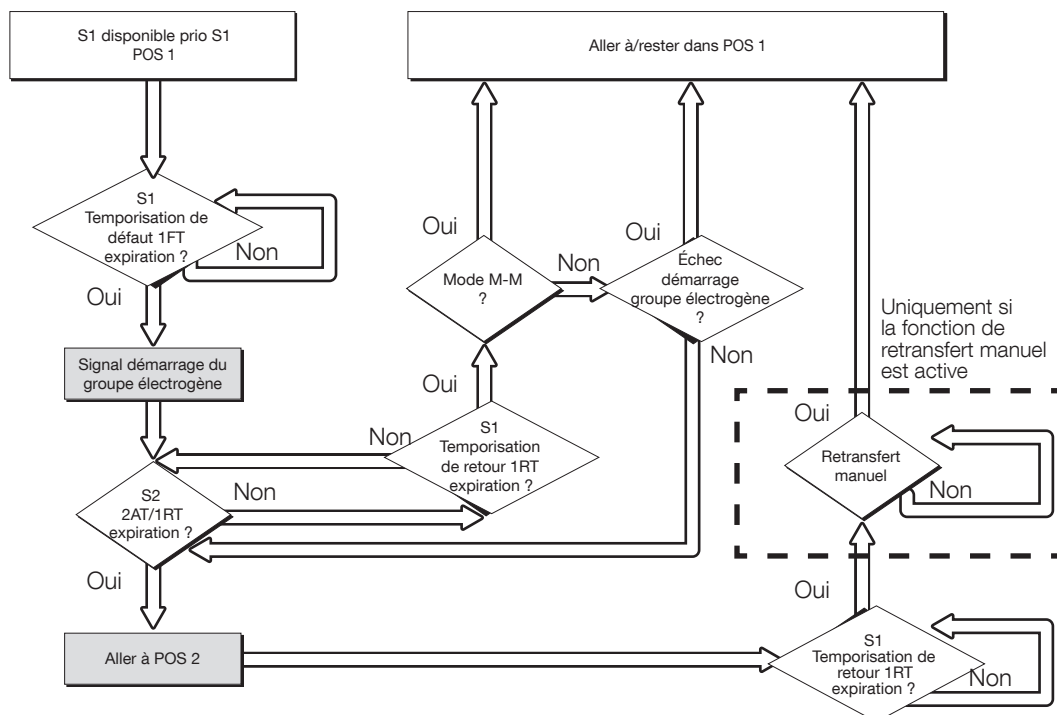 S1 disponible prio S1
POS 1
Aller à/rester dans POS 1
S1
Temporisation de
défaut 1FT
expiration ?
Non
Oui
Signal démarrage du
groupe électrogène
Oui
Mode M-M
?
Non
Oui
Échec
démarrage
groupe électrogène
?
Non
Uniquement si
la fonction de
retransfert manuel
est active
Oui
Non
S1
Temporisation
de retour 1RT
expiration ?
Oui
Retransfert
manuel
Non
S2
2AT/1RT
expiration ?
Non
Oui
Aller à POS 2
Oui
S1
Temporisation de
retour 1RT
expiration ?
Non